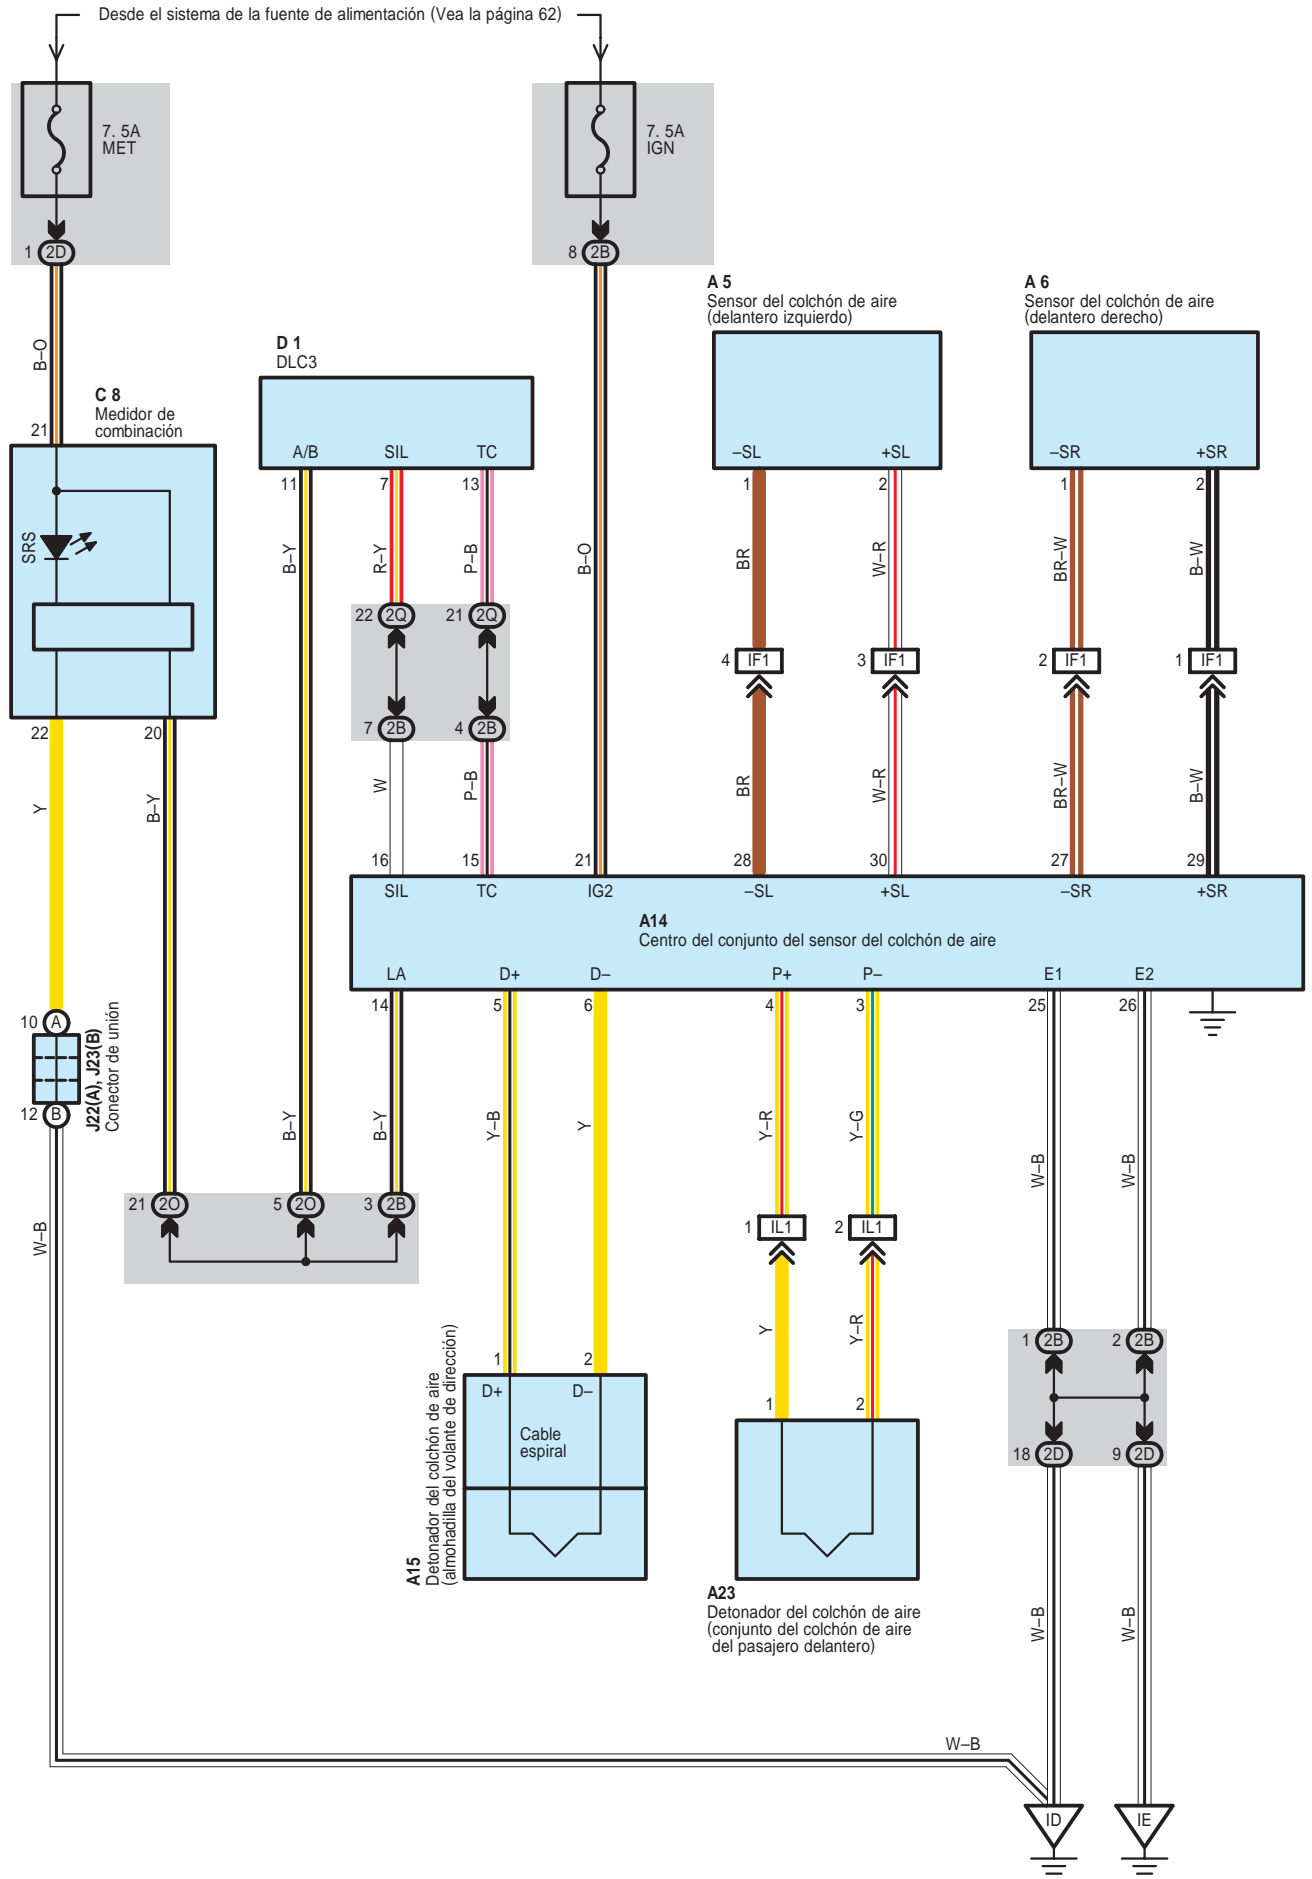 Desde el sistema de la fuente de alimentación (Vea la página 62)
7. 5A
MET
7. 5A
IGN
1 2D
8 2B
A 5
Sensor del colchón de aire
(delantero izquierdo)
A 6
Sensor del colchón de aire
(delantero derecho)
B–O
D 1
DLC3
C 8
Medidor de
combinación
21
A/B SIL TC
–SL +SL
–SR +SR
11 7 13
1 2
1 2
SRS
B–Y
R–Y
P–B
B–O
BR
W–R
BR–W
B–W
22 2Q
21 2Q
4 IF1
3 IF1
2 IF1
1 IF1
7 2B
4 2B
22 20
Y
B–Y
W
P–B
BR
W–R
BR–W
B–W
16 15 21 28 30 27 29
SIL TC IG2 –SL +SL –SR +SR
A14
Centro del conjunto del sensor del colchón de aire
LA D+ D– P+ P– E1 E2
14 5 6 4 3 25 26
10 A
12 B
J22(A), J23(B)
Conector de unión
B–Y
B–Y
Y–B
Y
Y–R
Y–G
W–B
W–B
21 2O
5 2O
3 2B
1 IL1
2 IL1
W–B
Y
Y–R
1 2B
2 2B
18 2D
9 2D
1 2
D+ D–
Cable
espiral
1 2
A15
Detonador del colchón de aire
(almohadilla del volante de dirección)
A23
Detonador del colchón de aire
(conjunto del colchón de aire
del pasajero delantero)
W–B
W–B
W–B
ID
IE